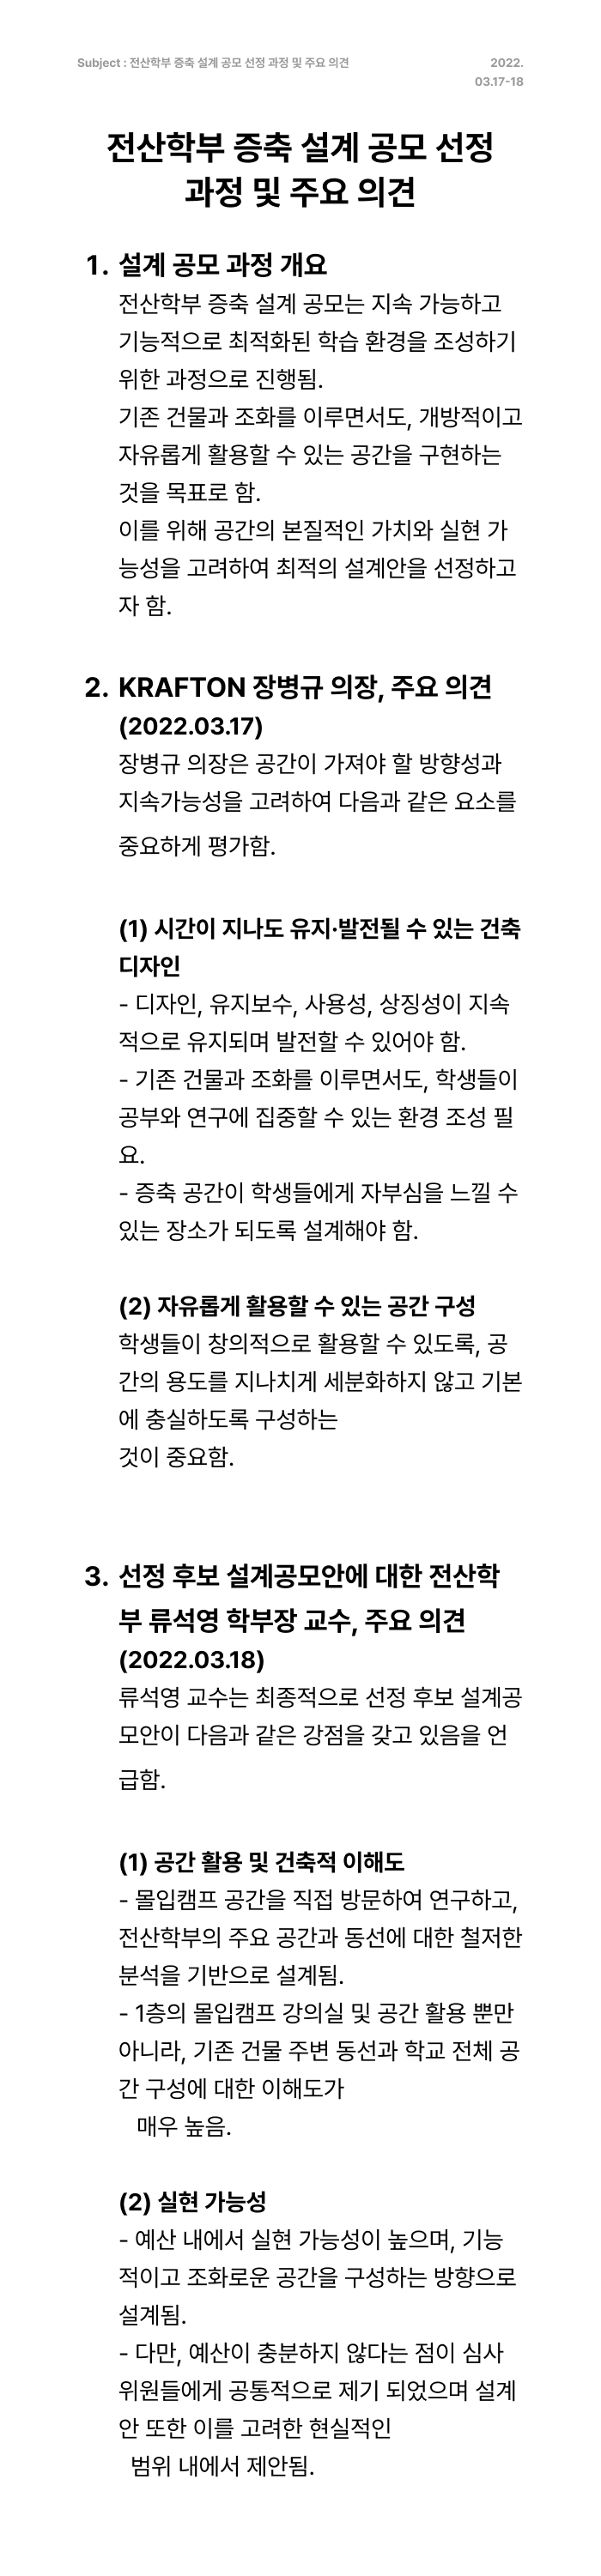 Subject : 전산학부 증축 설계 공모 선정 과정 및 주요 의견
2022.
03.17-18
전산학부 증축 설계 공모 선정
과정 및 주요 의견
1. 설계 공모 과정 개요
전산학부 증축 설계 공모는 지속 가능하고
기능적으로 최적화된 학습 환경을 조성하기
위한 과정으로 진행됨.
기존 건물과 조화를 이루면서도, 개방적이고
자유롭게 활용할 수 있는 공간을 구현하는
것을 목표로 함.
이를 위해 공간의 본질적인 가치와 실현 가
능성을 고려하여 최적의 설계안을 선정하고
자 함.
2. KRAFTON 장병규 의장, 주요 의견
(2022.03.17)
장병규 의장은 공간이 가져야 할 방향성과
지속가능성을 고려하여 다음과 같은 요소를
중요하게 평가함.
(1) 시간이 지나도 유지·발전될 수 있는 건축
디자인
- 디자인, 유지보수, 사용성, 상징성이 지속
적으로 유지되며 발전할 수 있어야 함.
- 기존 건물과 조화를 이루면서도, 학생들이
공부와 연구에 집중할 수 있는 환경 조성 필
요.
- 증축 공간이 학생들에게 자부심을 느낄 수
있는 장소가 되도록 설계해야 함.
(2) 자유롭게 활용할 수 있는 공간 구성
학생들이 창의적으로 활용할 수 있도록, 공
간의 용도를 지나치게 세분화하지 않고 기본
에 충실하도록 구성하는
것이 중요함.
3. 선정 후보 설계공모안에 대한 전산학
부 류석영 학부장 교수, 주요 의견
(2022.03.18)
류석영 교수는 최종적으로 선정 후보 설계공
모안이 다음과 같은 강점을 갖고 있음을 언
급함.
(1) 공간 활용 및 건축적 이해도
- 몰입캠프 공간을 직접 방문하여 연구하고,
전산학부의 주요 공간과 동선에 대한 철저한
분석을 기반으로 설계됨.
- 1층의 몰입캠프 강의실 및 공간 활용 뿐만
아니라, 기존 건물 주변 동선과 학교 전체 공
간 구성에 대한 이해도가
매우 높음.
(2) 실현 가능성
- 예산 내에서 실현 가능성이 높으며, 기능
적이고 조화로운 공간을 구성하는 방향으로
설계됨.
- 다만, 예산이 충분하지 않다는 점이 심사
위원들에게 공통적으로 제기 되었으며 설계
안 또한 이를 고려한 현실적인
범위 내에서 제안됨.